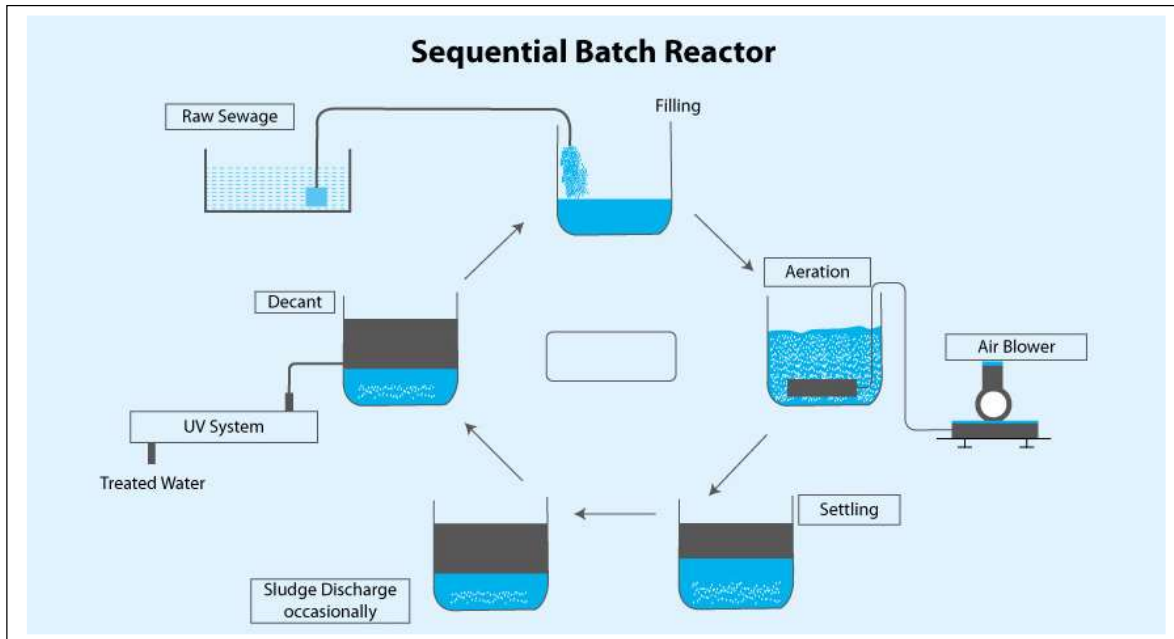 Sequential Batch Reactor
Raw Sewage
Filling
Aeration
Decant
Air Blower
UV System
Treated Water
Settling
Sludge Discharge
occasionally